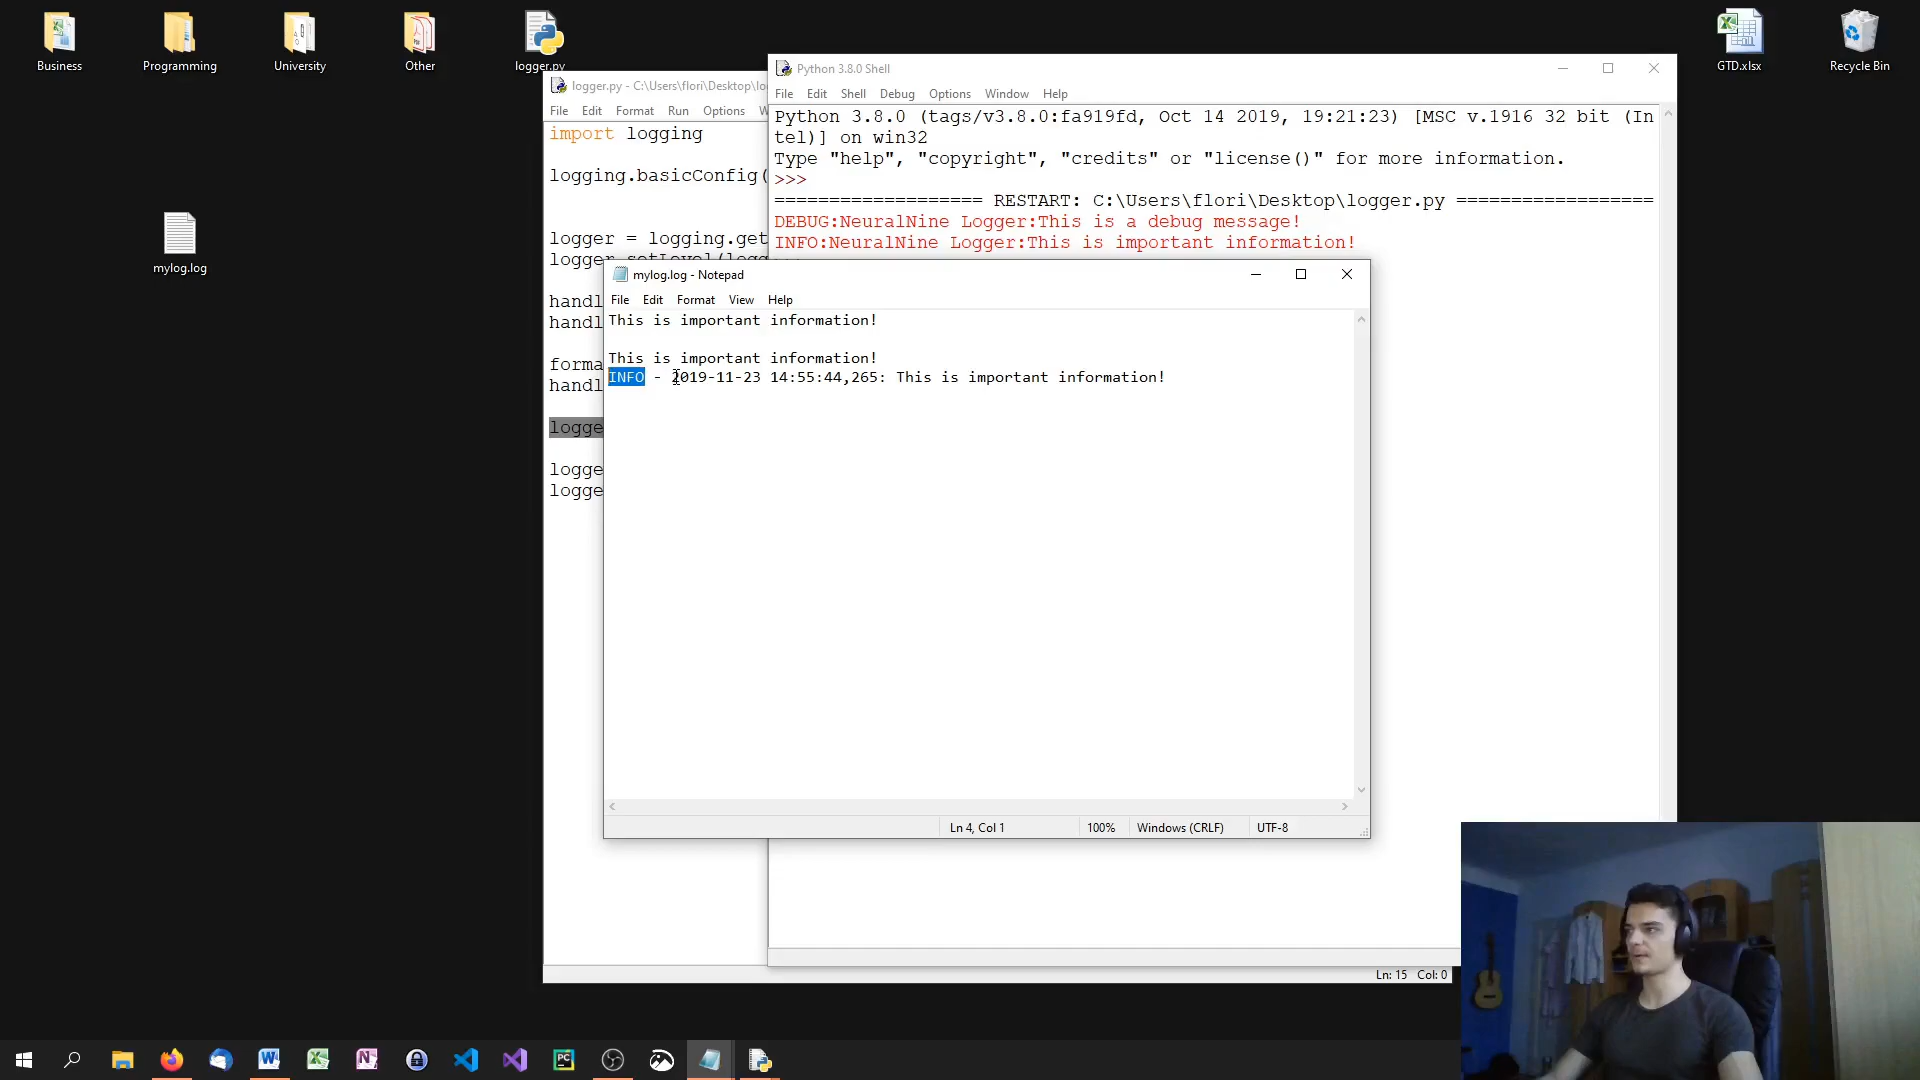 Business
Programming
University
Other
logger.py
GTD.xlsx
Recycle Bin
mylog.log
logger.py - C:\Users\flori\Desktop\lo
File Edit Format Run Options W
import logging
logging.basicConfig(
logger = logging.get
logger.setLevel(logg
handl
handl
forma
handl
logge
logge
logge
Ln: 15 Col: 0
Python 3.8.0 Shell
File Edit Shell Debug Options Window Help
Python 3.8.0 (tags/v3.8.0:fa919fd, Oct 14 2019, 19:21:23) [MSC v.1916 32 bit (In
tel)] on win32
Type "help", "copyright", "credits" or "license()" for more information.
>>>
=================== RESTART: C:\Users\flori\Desktop\logger.py ==================
DEBUG:NeuralNine Logger:This is a debug message!
INFO:NeuralNine Logger:This is important information!
mylog.log - Notepad
File Edit Format View Help
This is important information!
This is important information!
INFO - 2019-11-23 14:55:44,265: This is important information!
Ln 4, Col 1
100%
Windows (CRLF)
UTF-8